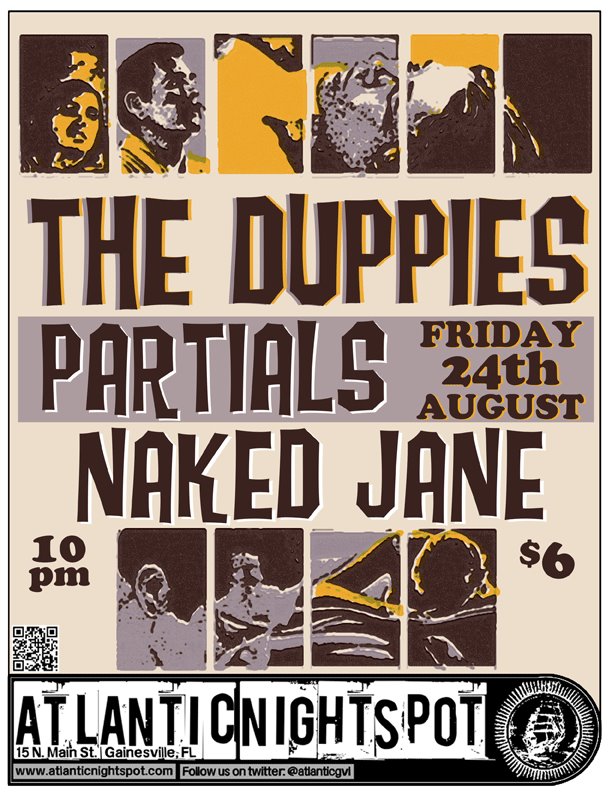 THE DUPPIES
PARTIALS
FRIDAY
24th
AUGUST
NAKED JANE
10
pm
$6
ATLANTICNIGHTSPOT
15 N. Main St. | Gainesville, FL
www.atlanticnightspot.com | Follow us on twitter: @atlanticgvl